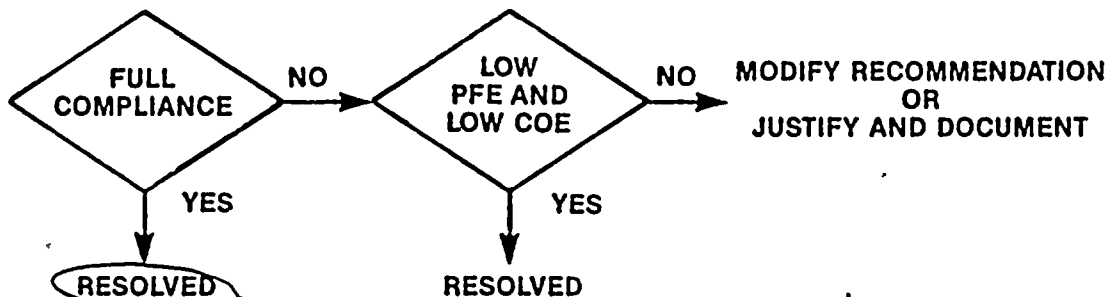 FULL
COMPLIANCE
NO
LOW
PFE AND
LOW COE
NO
MODIFY RECOMMENDATION
OR
JUSTIFY AND DOCUMENT
YES
YES
RESOLVED
RESOLVED